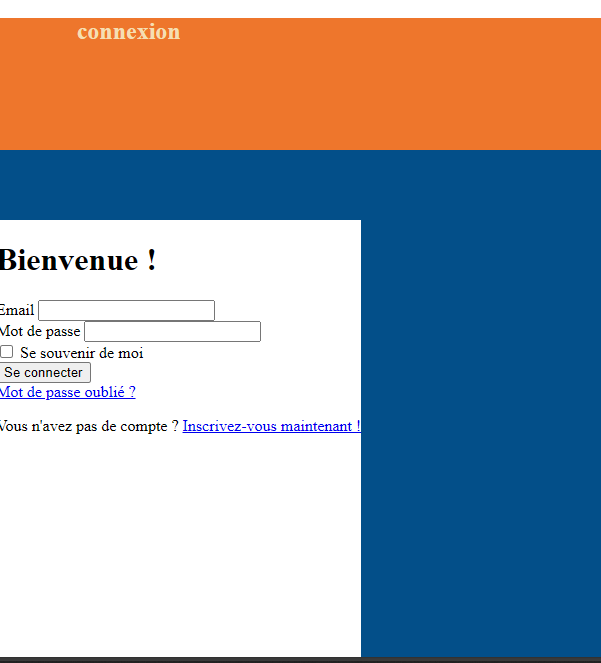 connexion
Bienvenue !
Email
Mot de passe
Se souvenir de moi
Se connecter
Mot de passe oublié ?
Vous n'avez pas de compte ? Inscrivez-vous maintenant !